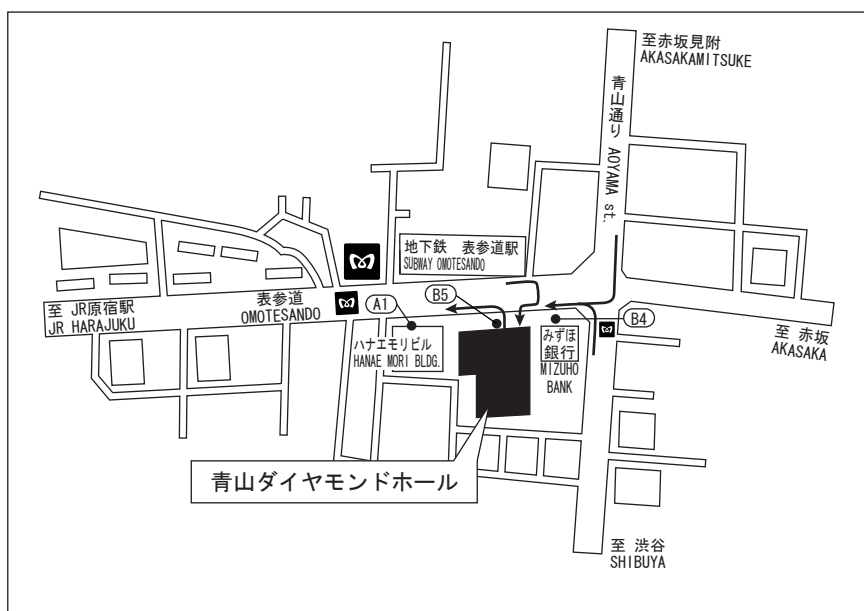 至赤坂見附
AKASAKAMITSUKE
青山通り AOYAMA st.
地下鉄 表参道駅
SUBWAY OMOTESANDO
至 JR原宿駅
JR HARAJUKU
表参道
OMOTESANDO
A1
B5
B4
ハナエモリビル
HANAE MORI BLDG.
みずほ
銀行
MIZUHO
BANK
至 赤坂
AKASAKA
青山ダイヤモンドホール
至 渋谷
SHIBUYA